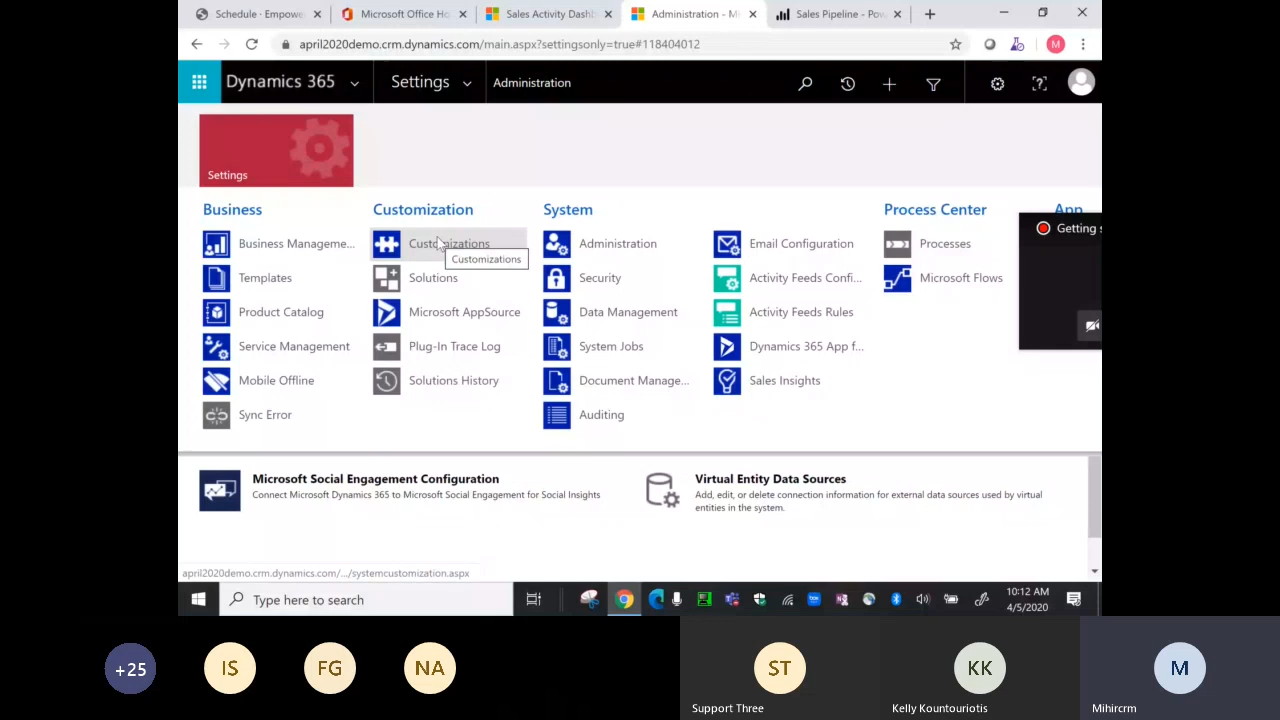 Schedule · Empowe
Microsoft Office Ho
Sales Activity Dashb
Administration - Mi
Sales Pipeline - Pow
april2020demo.crm.dynamics.com/main.aspx?settingsonly=true#118404012
M
Dynamics 365
Settings
Administration
Settings
Business
Customization
System
Process Center
App
Business Manageme...
Customizations
Administration
Email Configuration
Processes
Getting s
Customizations
Templates
Solutions
Security
Activity Feeds Confi...
Microsoft Flows
Product Catalog
Microsoft AppSource
Data Management
Activity Feeds Rules
Service Management
Plug-In Trace Log
System Jobs
Dynamics 365 App f...
Mobile Offline
Solutions History
Document Manage...
Sales Insights
Sync Error
Auditing
Microsoft Social Engagement Configuration
Connect Microsoft Dynamics 365 to Microsoft Social Engagement for Social Insights
Virtual Entity Data Sources
Add, edit, or delete connection information for external data sources used by virtual
entities in the system.
april2020demo.crm.dynamics.com/.../systemcustomization.aspx
Type here to search
10:12 AM
4/5/2020
+25
IS
FG
NA
ST
KK
M
Support Three
Kelly Kountouriotis
Mihircrm